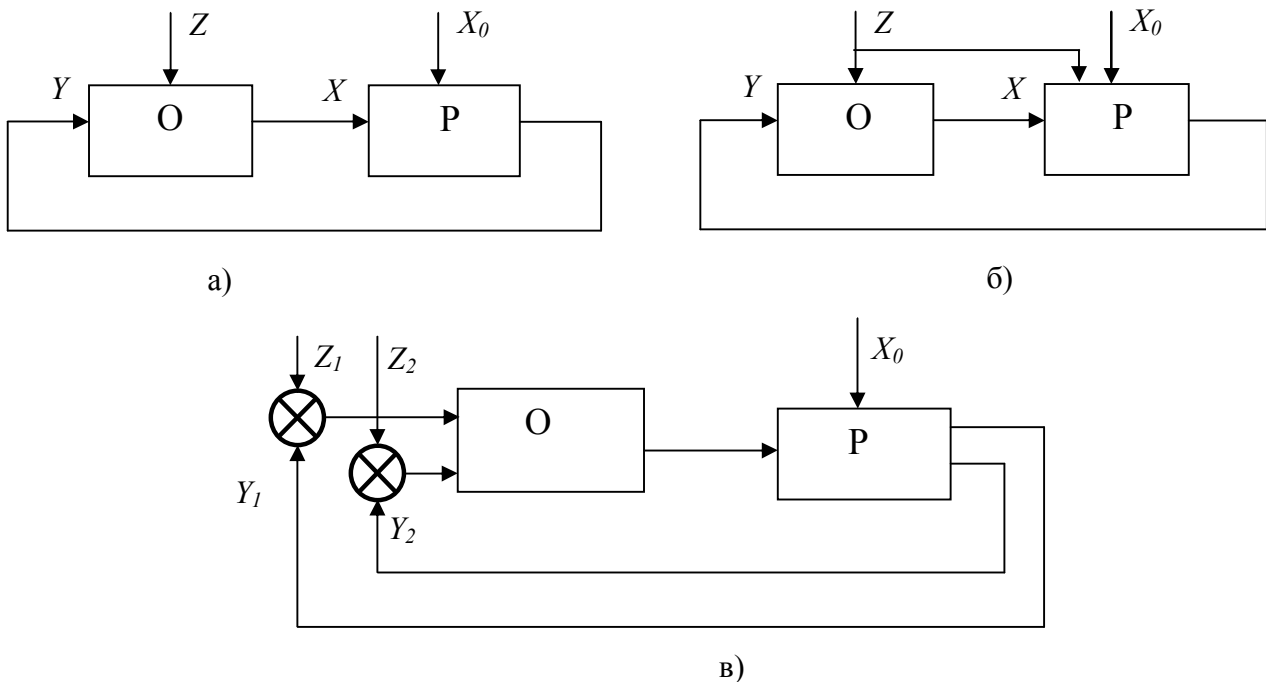 Z X₀ Z X₀
Y O X P Y O X P
а) б)
Z₁ Z₂ X₀
O P
Y₁ Y₂
в)